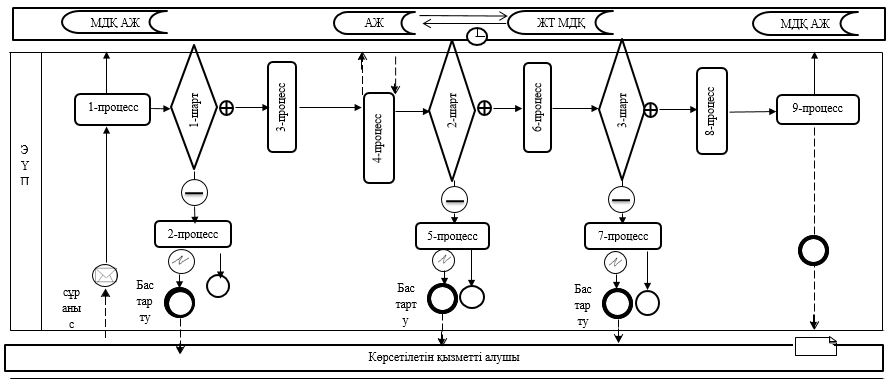 МДҚ АЖ
АЖ
ЖТ МДҚ
МДҚ АЖ
Э
Ү
П
1-процесс
1-шарт
3-процесс
4-процесс
2-шарт
6-процесс
3-шарт
8-процесс
9-процесс
2-процесс
5-процесс
7-процесс
сұр
аны
с
Бас
тар
ту
Бас
тарт
у
Бас
тар
ту
Көрсетілетін қызметті алушы